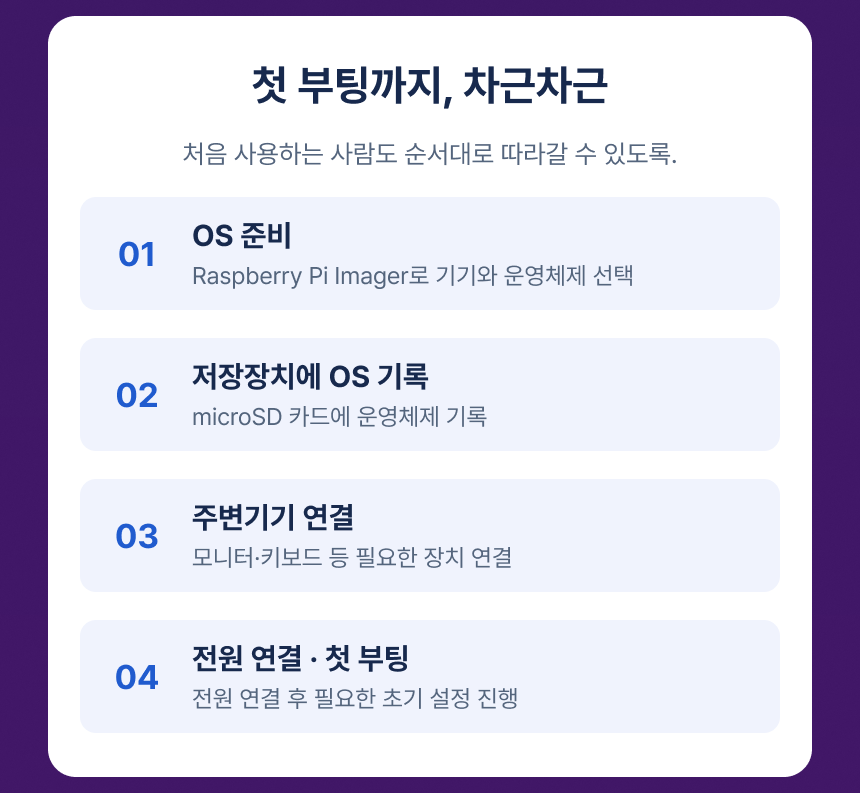 첫 부팅까지, 차근차근
처음 사용하는 사람도 순서대로 따라갈 수 있도록.
01
OS 준비
Raspberry Pi Imager로 기기와 운영체제 선택
02
저장장치에 OS 기록
microSD 카드에 운영체제 기록
03
주변기기 연결
모니터·키보드 등 필요한 장치 연결
04
전원 연결 · 첫 부팅
전원 연결 후 필요한 초기 설정 진행